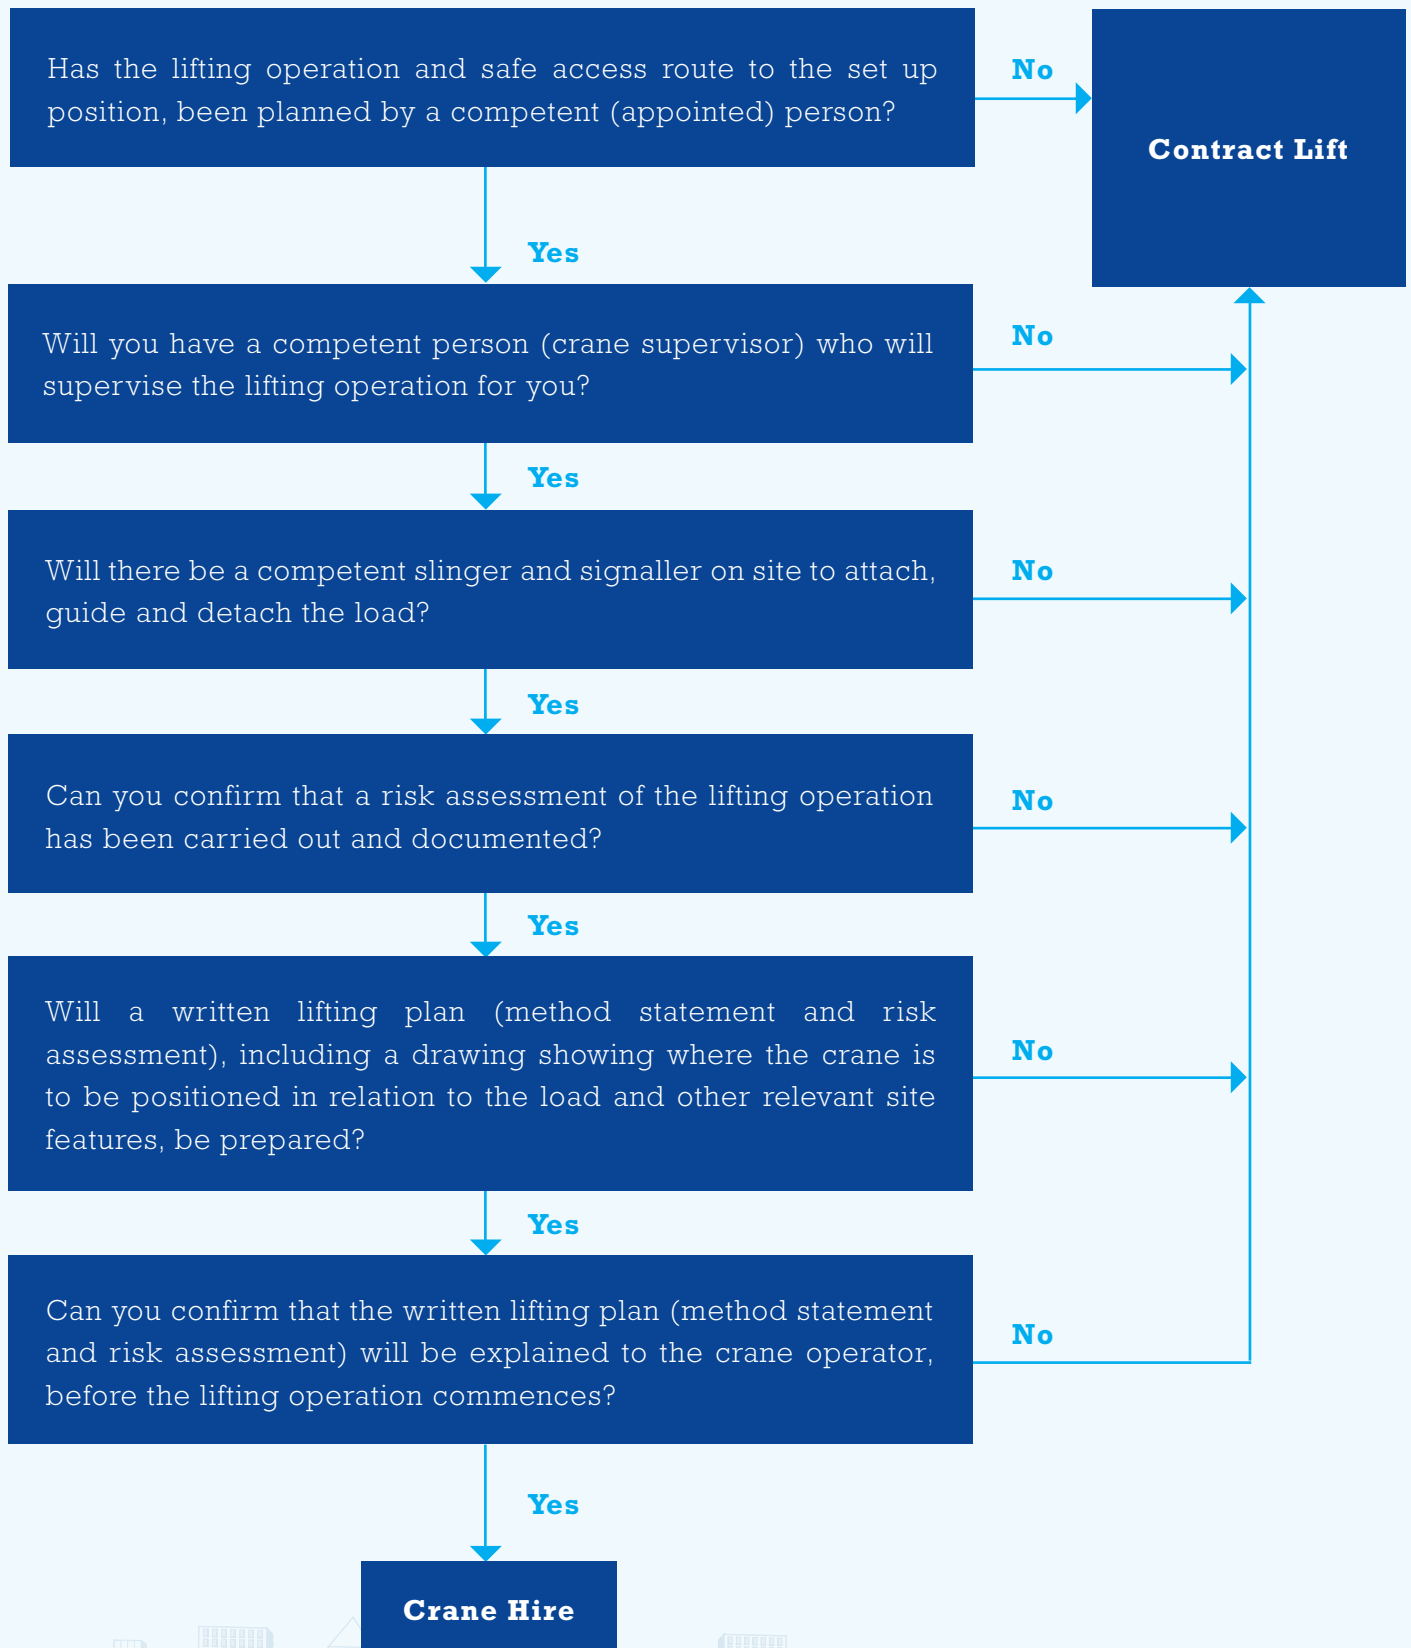 Has the lifting operation and safe access route to the set up
position, been planned by a competent (appointed) person?
No
Contract Lift
Yes
Will you have a competent person (crane supervisor) who will
supervise the lifting operation for you?
No
Yes
Will there be a competent slinger and signaller on site to attach,
guide and detach the load?
No
Yes
Can you confirm that a risk assessment of the lifting operation
has been carried out and documented?
No
Yes
Will a written lifting plan (method statement and risk
assessment), including a drawing showing where the crane is
to be positioned in relation to the load and other relevant site
features, be prepared?
No
Yes
Can you confirm that the written lifting plan (method statement
and risk assessment) will be explained to the crane operator,
before the lifting operation commences?
No
Yes
Crane Hire